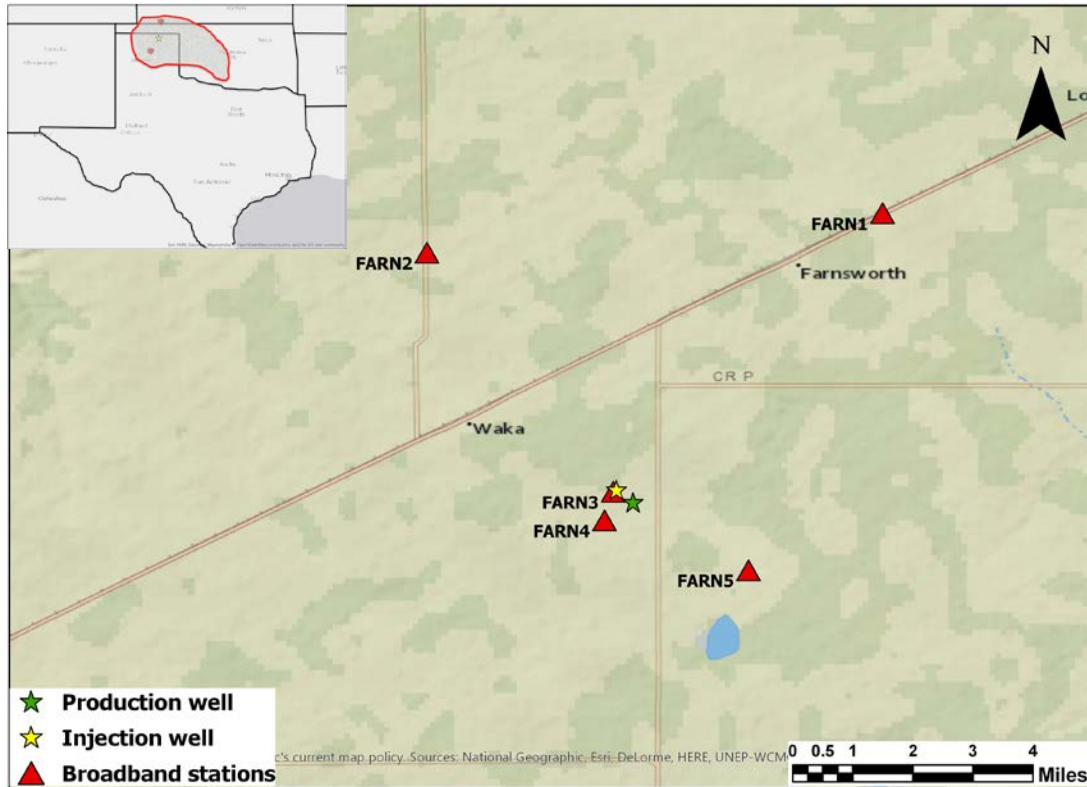 N
Lo
FARN1
FARN2
Farnsworth
CR P
Waka
FARN3
FARN4
FARN5
Production well
Injection well
Broadband stations
c's current map policy. Sources: National Geographic, Esri, DeLorme, HERE, UNEP-WCM
0 0.5 1 2 3 4
Miles